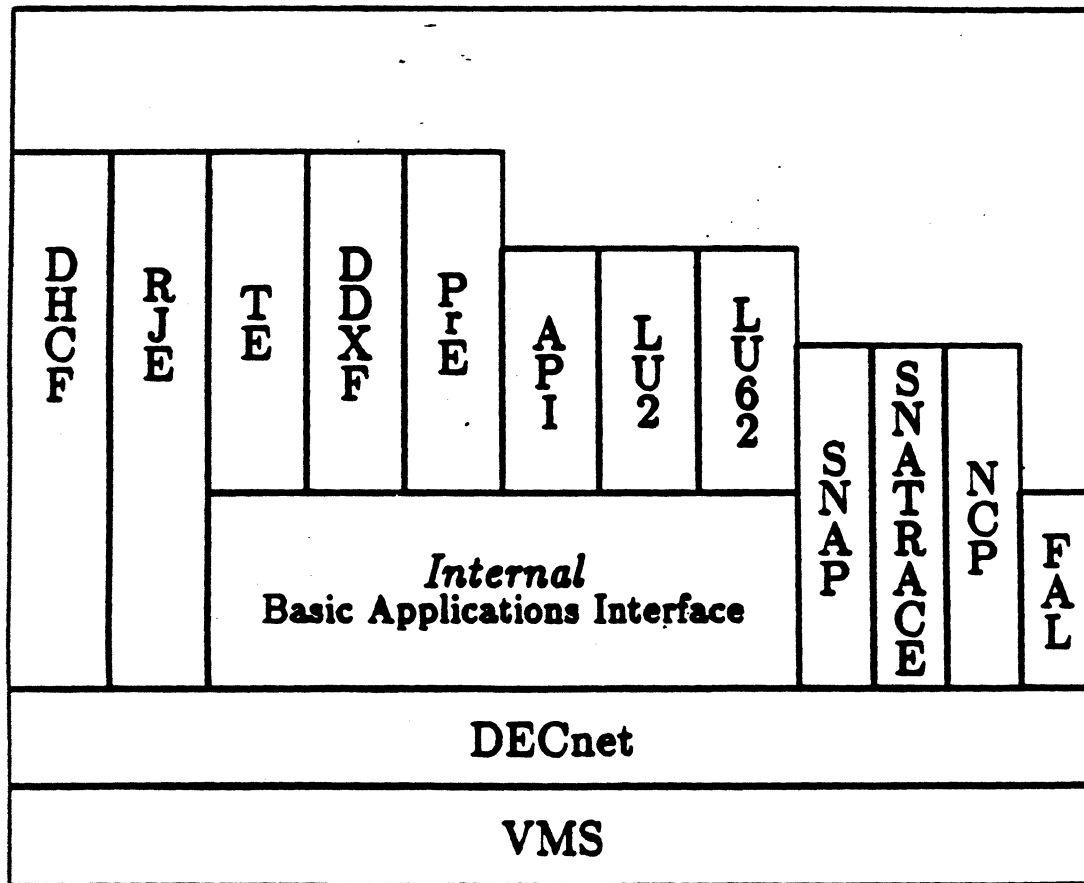 DHCF
RJE
TE
DDXF
PrE
API
LU2
LU62
SNAP
SNATRACE
NCP
FAL
Internal
Basic Applications Interface
DECnet
VMS